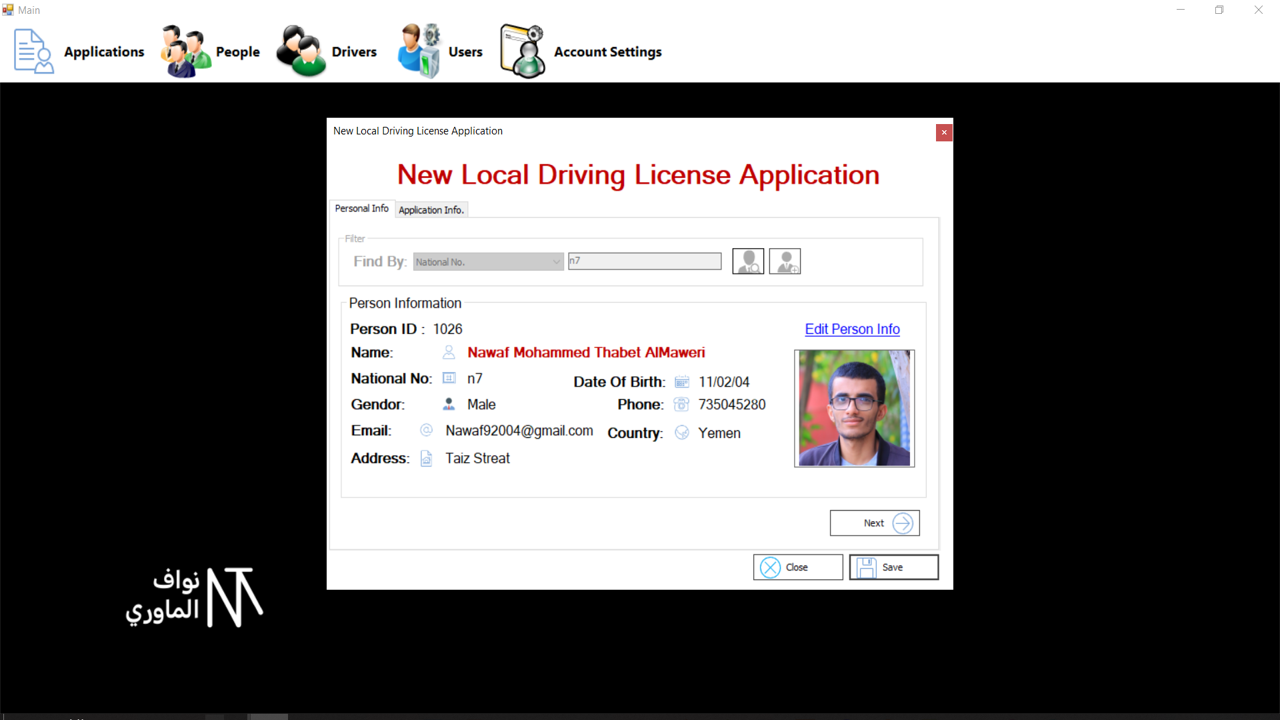 Main
Applications People Drivers Users Account Settings
New Local Driving License Application
New Local Driving License Application
Personal Info Application Info.
Filter
Find By: National No. n7
Person Information
Person ID : 1026 Edit Person Info
Name: Nawaf Mohammed Thabet AlMaweri
National No: n7 Date Of Birth: 11/02/04
Gendor: Male Phone: 735045280
Email: Nawaf92004@gmail.com Country: Yemen
Address: Taiz Streat
Next
Close Save
نواف
الماوري
NT